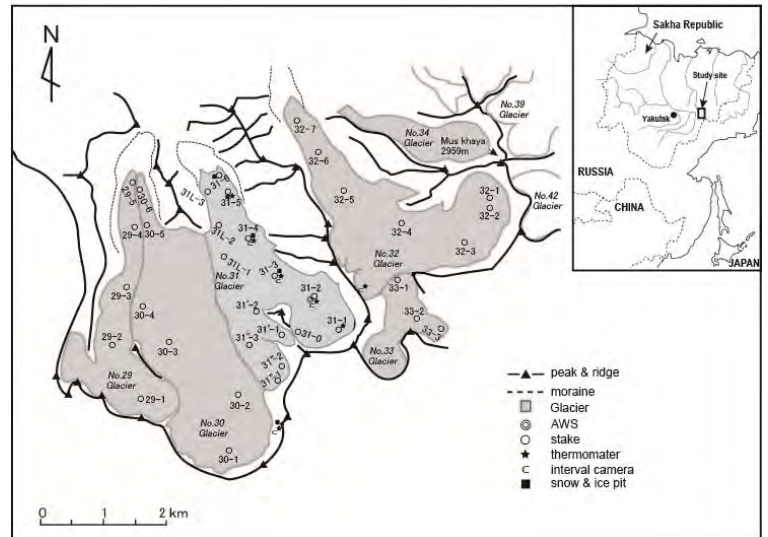 N
No.39
Glacier
No.34
Glacier
Mus khaya
2959m
No.42
Glacier
32-7
32-6
32-5
32-4
32-3
32-1
32-2
No.32
Glacier
33-1
33-2
33-3
No.33
Glacier
31-6
31-5
31L-3
31-4
31L-2
31L-1
No.31
Glacier
31-3
31-2
31-1
31-0
31'-2
31'-1
31"-3
31"-2
31"-1
29-5
30-6
29-4
30-5
29-3
30-4
29-2
30-3
29-1
No.29
Glacier
30-2
No.30
Glacier
30-1
0 1 2 km
peak & ridge
moraine
Glacier
AWS
stake
thermomater
interval camera
snow & ice pit
Sakha Republic
Study site
Yakutsk
RUSSIA
CHINA
JAPAN